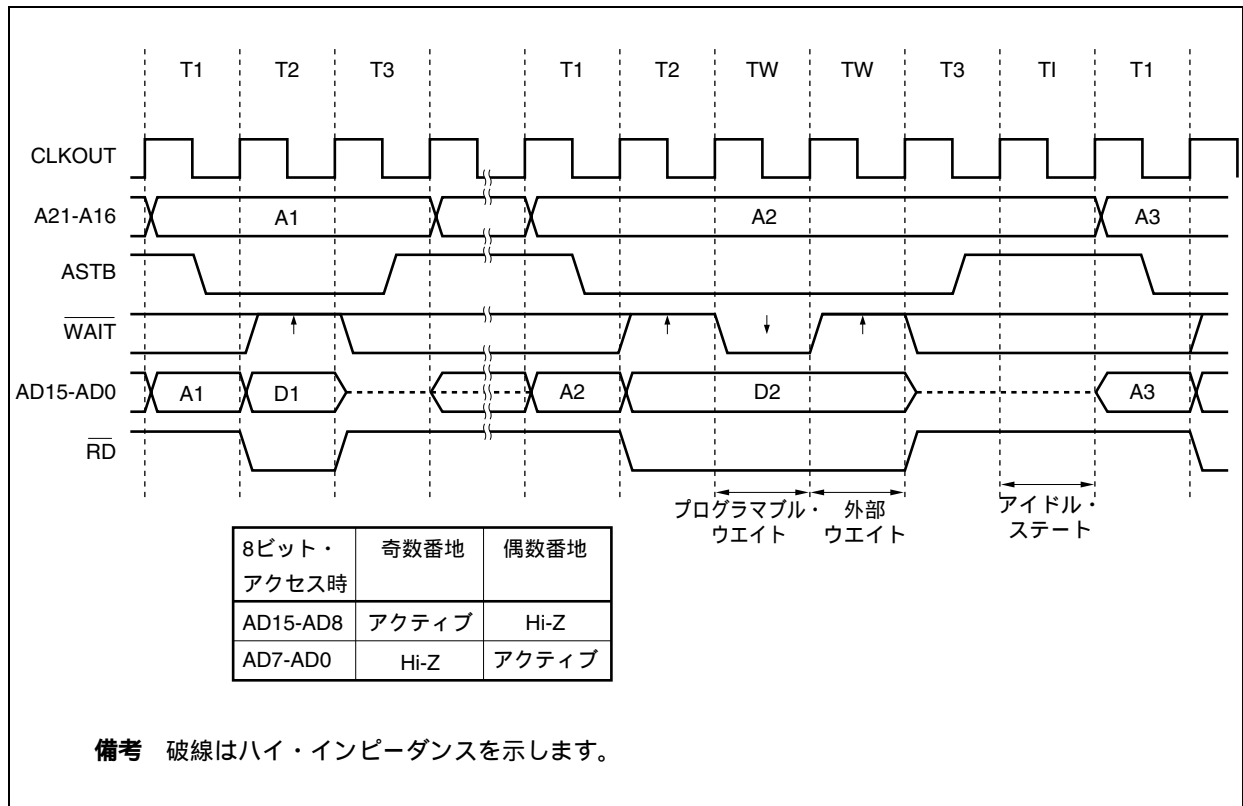 T1 T2 T3 T1 T2 TW TW T3 TI T1
CLKOUT
A21-A16 A1 A2 A3
ASTB
WAIT
AD15-AD0 A1 D1 A2 D2 A3
RD
プログラマブル・
ウエイト
外部
ウエイト
アイドル・
ステート
8ビット・
アクセス時
奇数番地 偶数番地
AD15-AD8 アクティブ Hi-Z
AD7-AD0 Hi-Z アクティブ
備考 破線はハイ・インピーダンスを示します。